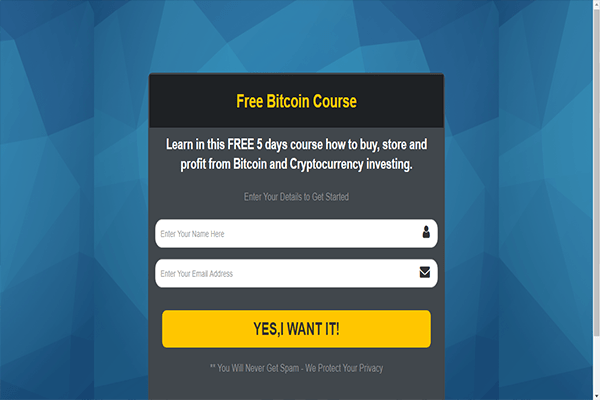 Free Bitcoin Course
Learn in this FREE 5 days course how to buy, store and
profit from Bitcoin and Cryptocurrency investing.
Enter Your Details to Get Started
Enter Your Name Here
Enter Your Email Address
YES,I WANT IT!
** You Will Never Get Spam - We Protect Your Privacy